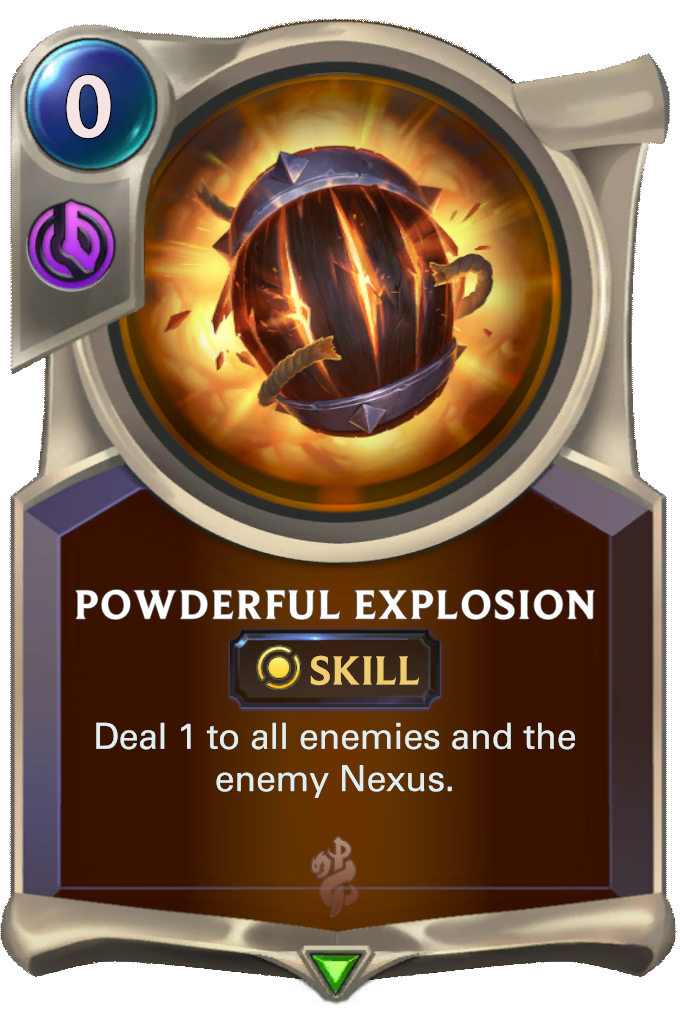 0
POWDERFUL EXPLOSION
SKILL
Deal 1 to all enemies and the
enemy Nexus.